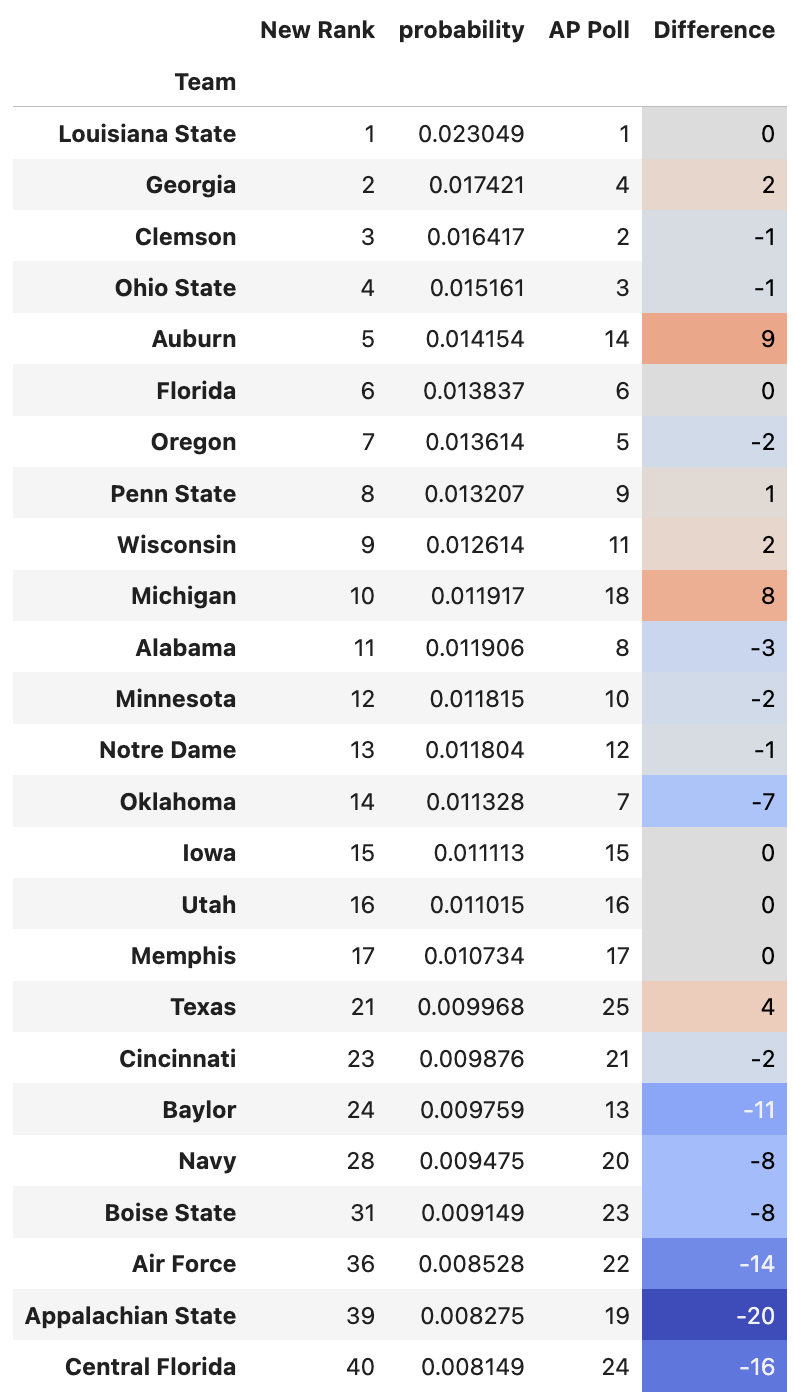 New Rank probability AP Poll Difference
Team
Louisiana State 1 0.023049 1 0
Georgia 2 0.017421 4 2
Clemson 3 0.016417 2 -1
Ohio State 4 0.015161 3 -1
Auburn 5 0.014154 14 9
Florida 6 0.013837 6 0
Oregon 7 0.013614 5 -2
Penn State 8 0.013207 9 1
Wisconsin 9 0.012614 11 2
Michigan 10 0.011917 18 8
Alabama 11 0.011906 8 -3
Minnesota 12 0.011815 10 -2
Notre Dame 13 0.011804 12 -1
Oklahoma 14 0.011328 7 -7
Iowa 15 0.011113 15 0
Utah 16 0.011015 16 0
Memphis 17 0.010734 17 0
Texas 21 0.009968 25 4
Cincinnati 23 0.009876 21 -2
Baylor 24 0.009759 13 -11
Navy 28 0.009475 20 -8
Boise State 31 0.009149 23 -8
Air Force 36 0.008528 22 -14
Appalachian State 39 0.008275 19 -20
Central Florida 40 0.008149 24 -16